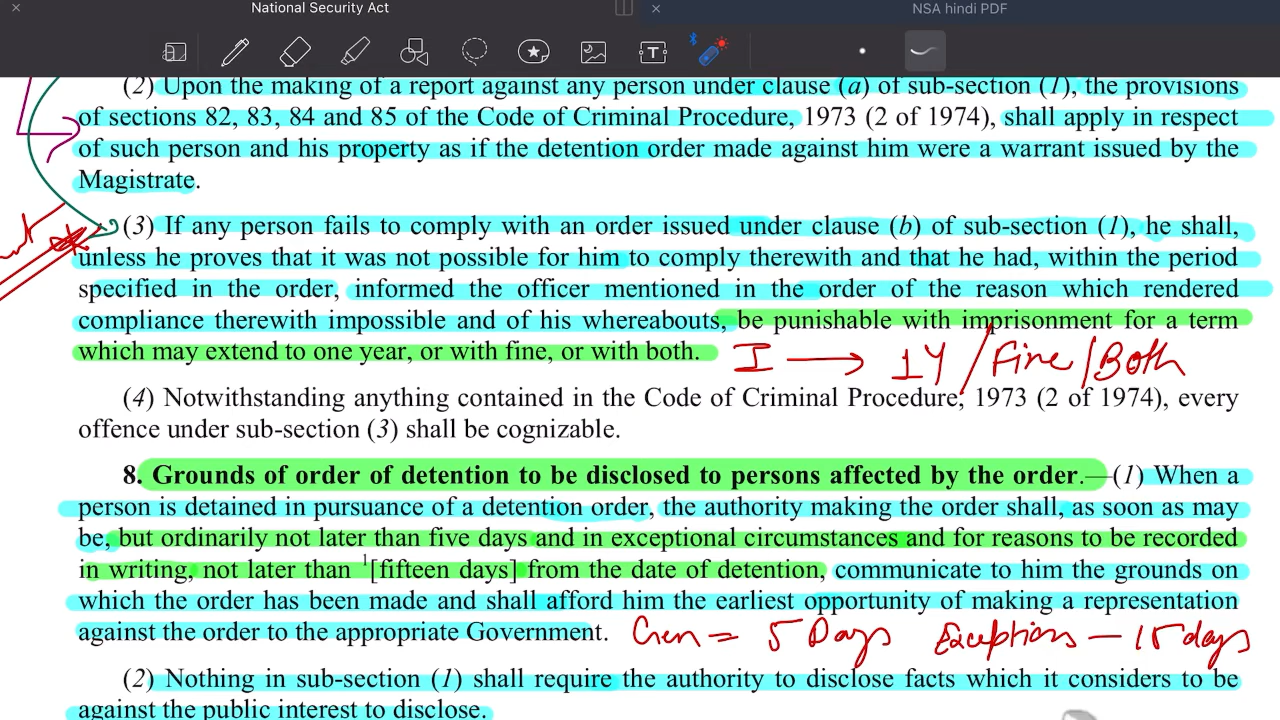 National Security Act
NSA hindi PDF
(2) Upon the making of a report against any person under clause (a) of sub-section (1), the provisions
of sections 82, 83, 84 and 85 of the Code of Criminal Procedure, 1973 (2 of 1974), shall apply in respect
of such person and his property as if the detention order made against him were a warrant issued by the
Magistrate.
(3) If any person fails to comply with an order issued under clause (b) of sub-section (1), he shall,
unless he proves that it was not possible for him to comply therewith and that he had, within the period
specified in the order, informed the officer mentioned in the order of the reason which rendered
compliance therewith impossible and of his whereabouts, be punishable with imprisonment for a term
which may extend to one year, or with fine, or with both. I → 1Y / Fine / Both
(4) Notwithstanding anything contained in the Code of Criminal Procedure, 1973 (2 of 1974), every
offence under sub-section (3) shall be cognizable.
8. Grounds of order of detention to be disclosed to persons affected by the order.—(1) When a
person is detained in pursuance of a detention order, the authority making the order shall, as soon as may
be, but ordinarily not later than five days and in exceptional circumstances and for reasons to be recorded
in writing, not later than 1[fifteen days] from the date of detention, communicate to him the grounds on
which the order has been made and shall afford him the earliest opportunity of making a representation
against the order to the appropriate Government. Gen = 5 Days Exceptions — 15 days
(2) Nothing in sub-section (1) shall require the authority to disclose facts which it considers to be
against the public interest to disclose.